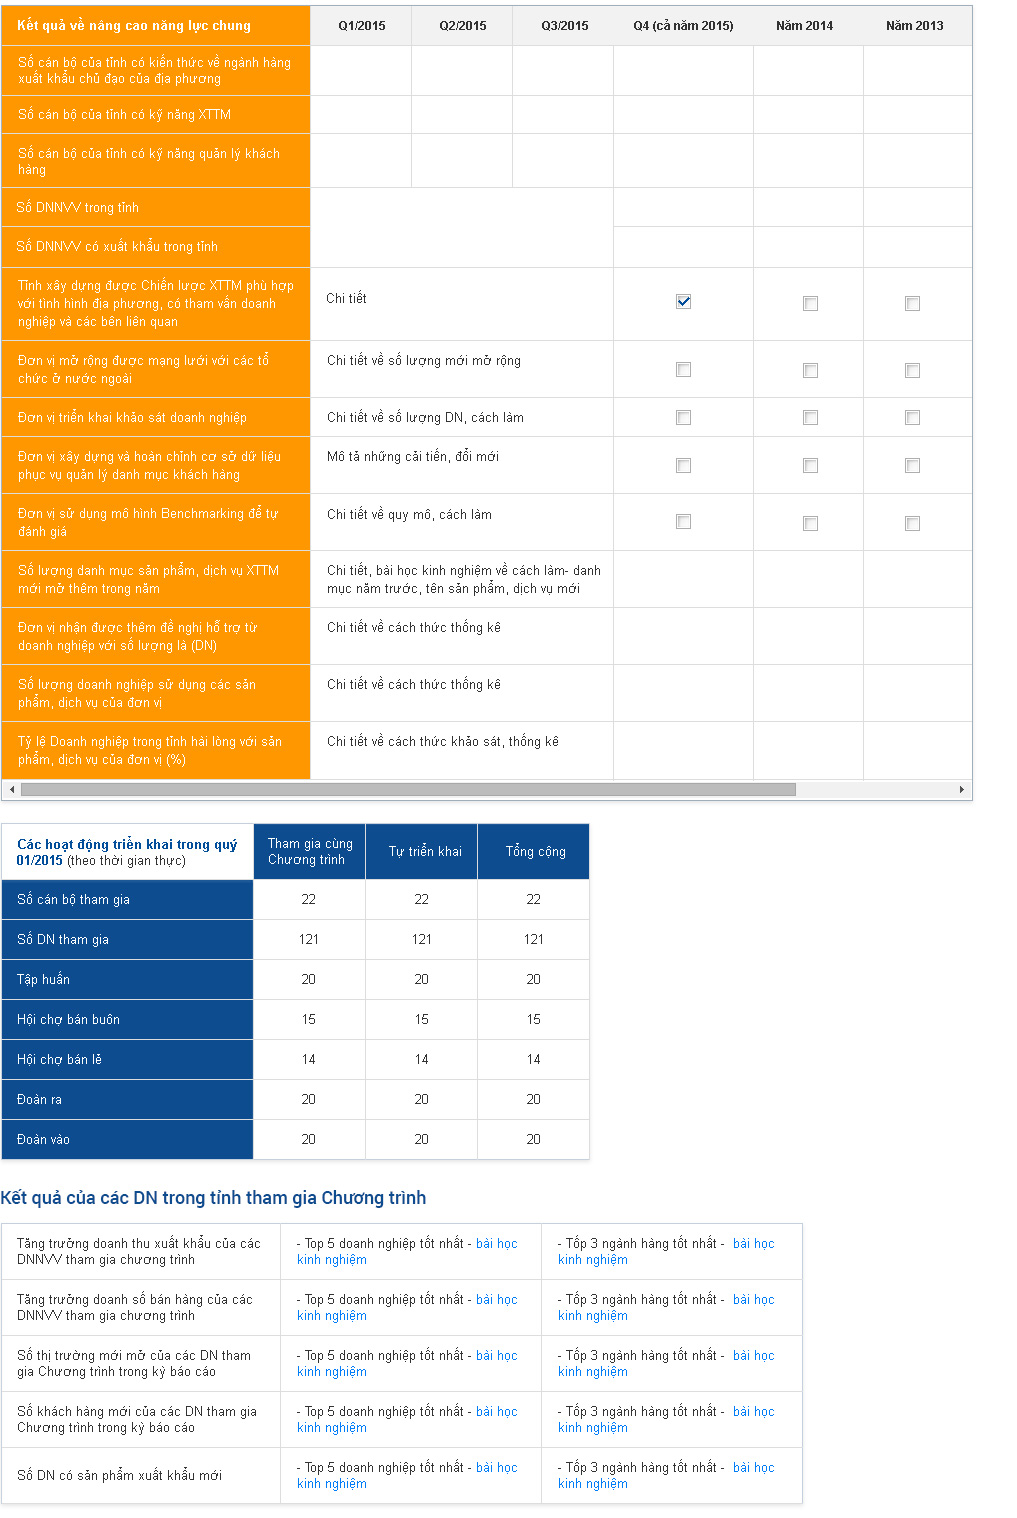 Kết quả về nâng cao năng lực chung Q1/2015 Q2/2015 Q3/2015 Q4 (cả năm 2015) Năm 2014 Năm 2013
Số cán bộ của tỉnh có kiến thức về ngành hàng
xuất khẩu chủ đạo của địa phương
Số cán bộ của tỉnh có kỹ năng XTTM
Số cán bộ của tỉnh có kỹ năng quản lý khách
hàng
Số DNNVV trong tỉnh
Số DNNVV có xuất khẩu trong tỉnh
Tỉnh xây dựng được Chiến lược XTTM phù hợp
với tình hình địa phương, có tham vấn doanh
nghiệp và các bên liên quan
Chi tiết
Đơn vị mở rộng được mạng lưới với các tổ
chức ở nước ngoài
Chi tiết về số lượng mới mở rộng
Đơn vị triển khai khảo sát doanh nghiệp
Chi tiết về số lượng DN, cách làm
Đơn vị xây dựng và hoàn chỉnh cơ sở dữ liệu
phục vụ quản lý danh mục khách hàng
Mô tả những cải tiến, đổi mới
Đơn vị sử dụng mô hình Benchmarking để tự
đánh giá
Chi tiết về quy mô, cách làm
Số lượng danh mục sản phẩm, dịch vụ XTTM
mới mở thêm trong năm
Chi tiết, bài học kinh nghiệm về cách làm- danh
mục năm trước, tên sản phẩm, dịch vụ mới
Đơn vị nhận được thêm đề nghị hỗ trợ từ
doanh nghiệp với số lượng là (DN)
Chi tiết về cách thức thống kê
Số lượng doanh nghiệp sử dụng các sản
phẩm, dịch vụ của đơn vị
Chi tiết về cách thức thống kê
Tỷ lệ Doanh nghiệp trong tỉnh hài lòng với sản
phẩm, dịch vụ của đơn vị (%)
Chi tiết về cách thức khảo sát, thống kê
Các hoạt động triển khai trong quý
01/2015 (theo thời gian thực)
Tham gia cùng
Chương trình
Tự triển khai
Tổng cộng
Số cán bộ tham gia 22 22 22
Số DN tham gia 121 121 121
Tập huấn 20 20 20
Hội chợ bán buôn 15 15 15
Hội chợ bán lẻ 14 14 14
Đoàn ra 20 20 20
Đoàn vào 20 20 20
Kết quả của các DN trong tỉnh tham gia Chương trình
Tăng trưởng doanh thu xuất khẩu của các
DNNVV tham gia chương trình
- Top 5 doanh nghiệp tốt nhất - bài học
kinh nghiệm
- Tốp 3 ngành hàng tốt nhất - bài học
kinh nghiệm
Tăng trưởng doanh số bán hàng của các
DNNVV tham gia chương trình
- Top 5 doanh nghiệp tốt nhất - bài học
kinh nghiệm
- Tốp 3 ngành hàng tốt nhất - bài học
kinh nghiệm
Số thị trường mới mở của các DN tham
gia Chương trình trong kỳ báo cáo
- Top 5 doanh nghiệp tốt nhất - bài học
kinh nghiệm
- Tốp 3 ngành hàng tốt nhất - bài học
kinh nghiệm
Số khách hàng mới của các DN tham gia
Chương trình trong kỳ báo cáo
- Top 5 doanh nghiệp tốt nhất - bài học
kinh nghiệm
- Tốp 3 ngành hàng tốt nhất - bài học
kinh nghiệm
Số DN có sản phẩm xuất khẩu mới
- Top 5 doanh nghiệp tốt nhất - bài học
kinh nghiệm
- Tốp 3 ngành hàng tốt nhất - bài học
kinh nghiệm